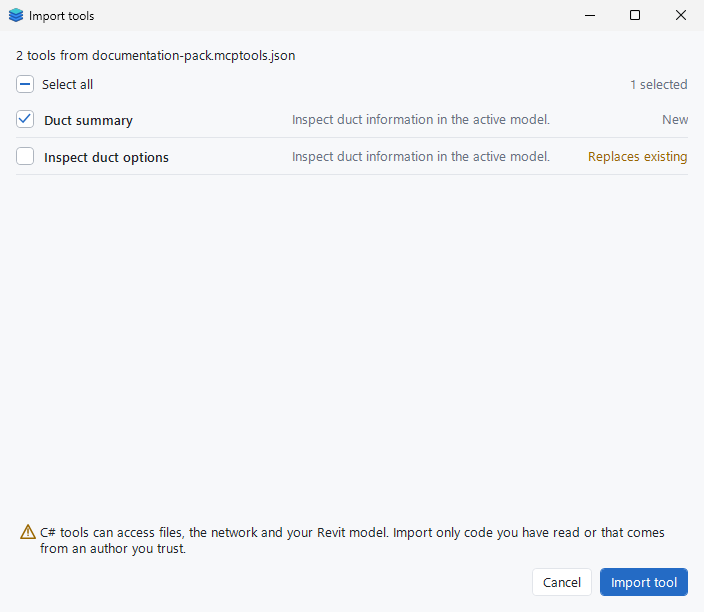 Import tools
2 tools from documentation-pack.mcptools.json
Select all 1 selected
Duct summary Inspect duct information in the active model. New
Inspect duct options Inspect duct information in the active model. Replaces existing
C# tools can access files, the network and your Revit model. Import only code you have read or that comes
from an author you trust.
Cancel Import tool